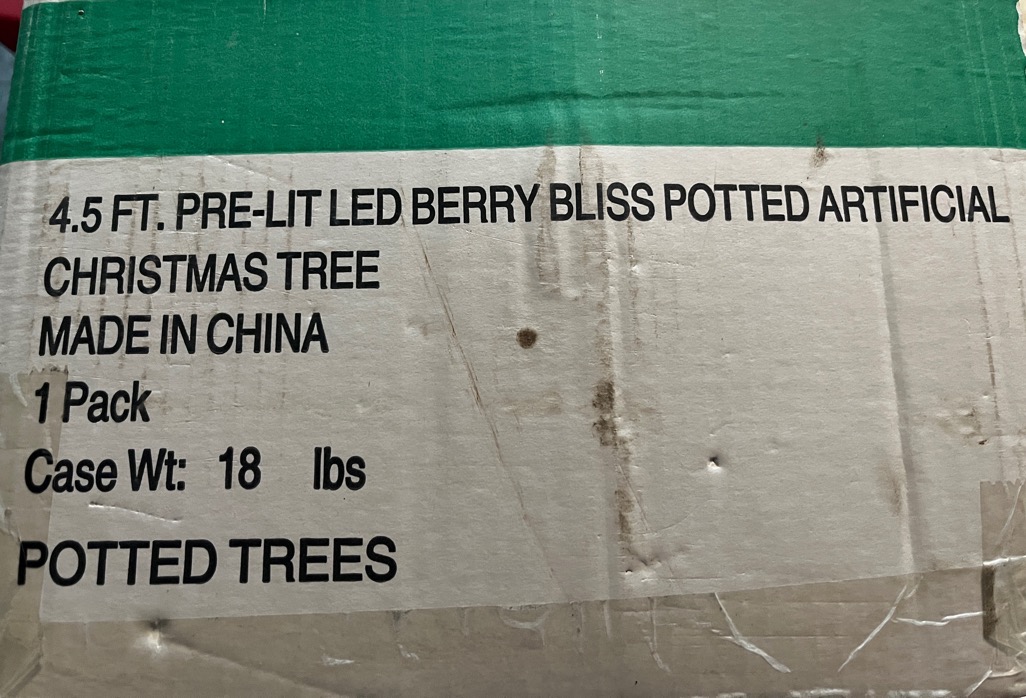 4.5 FT. PRE-LIT LED BERRY BLISS POTTED ARTIFICIAL
CHRISTMAS TREE
MADE IN CHINA
1 Pack
Case Wt: 18 lbs
POTTED TREES